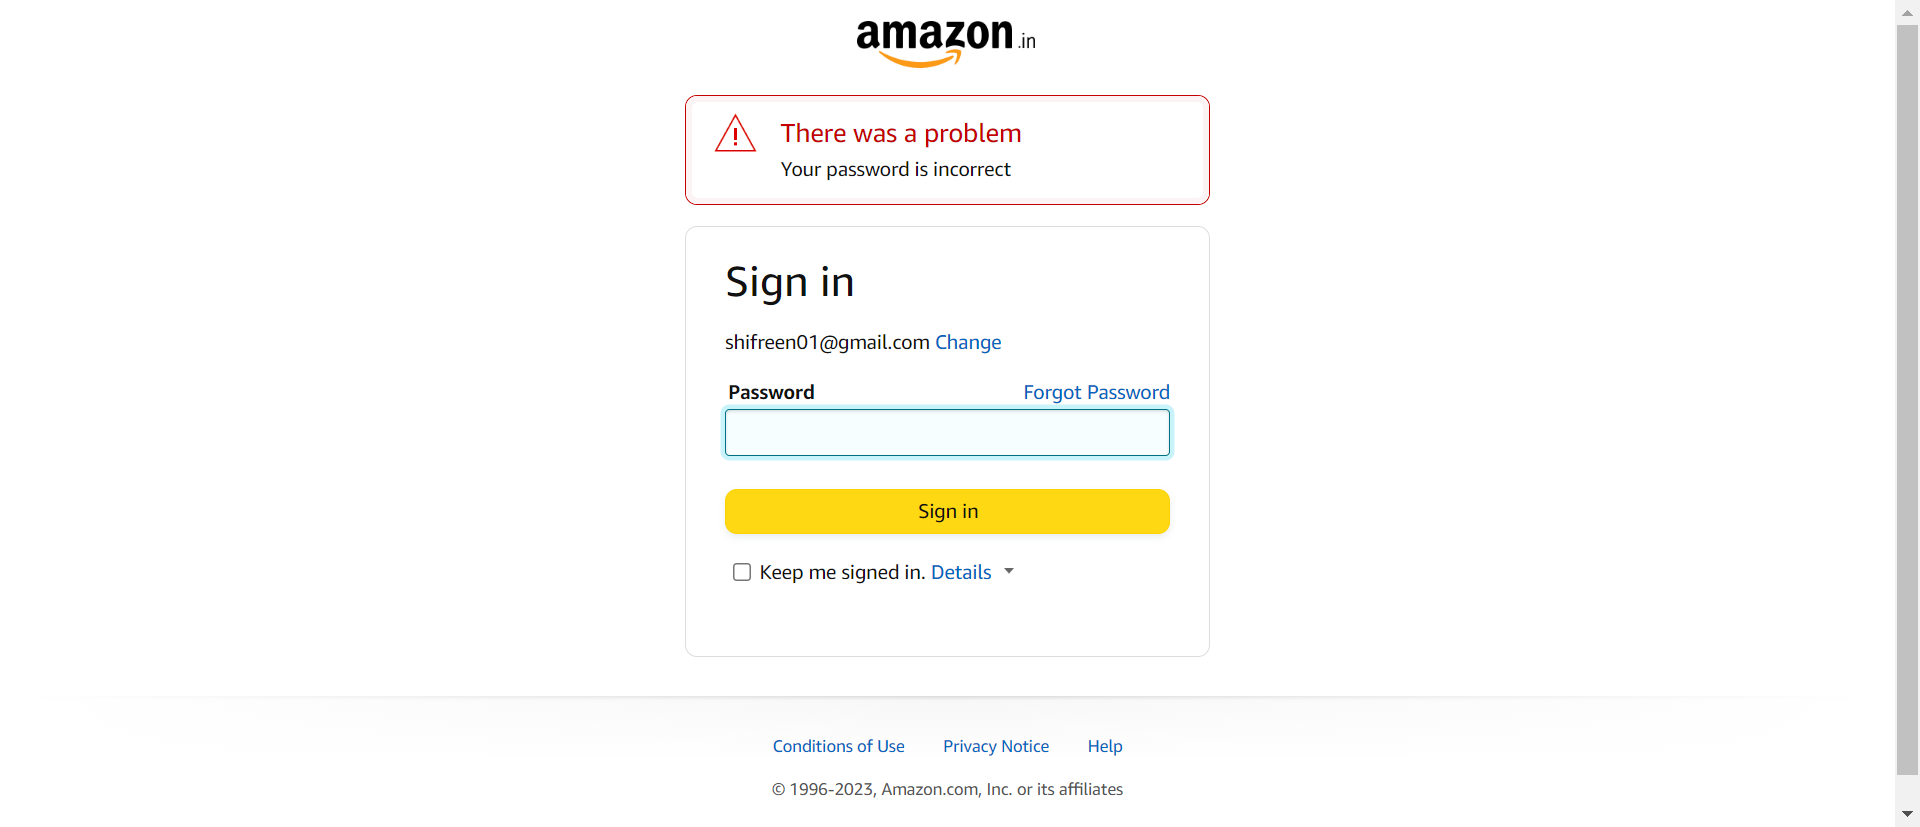 amazon.in
There was a problem
Your password is incorrect
Sign in
shifreen01@gmail.com Change
Password Forgot Password
Sign in
Keep me signed in. Details
Conditions of Use Privacy Notice Help
© 1996-2023, Amazon.com, Inc. or its affiliates